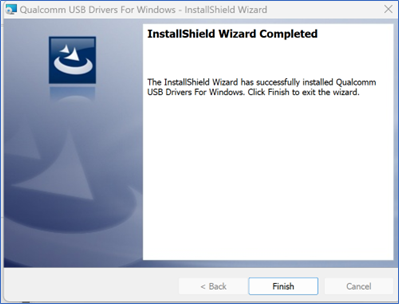 Qualcomm USB Drivers For Windows - InstallShield Wizard
InstallShield Wizard Completed
The InstallShield Wizard has successfully installed Qualcomm
USB Drivers For Windows. Click Finish to exit the wizard.
< Back
Finish
Cancel